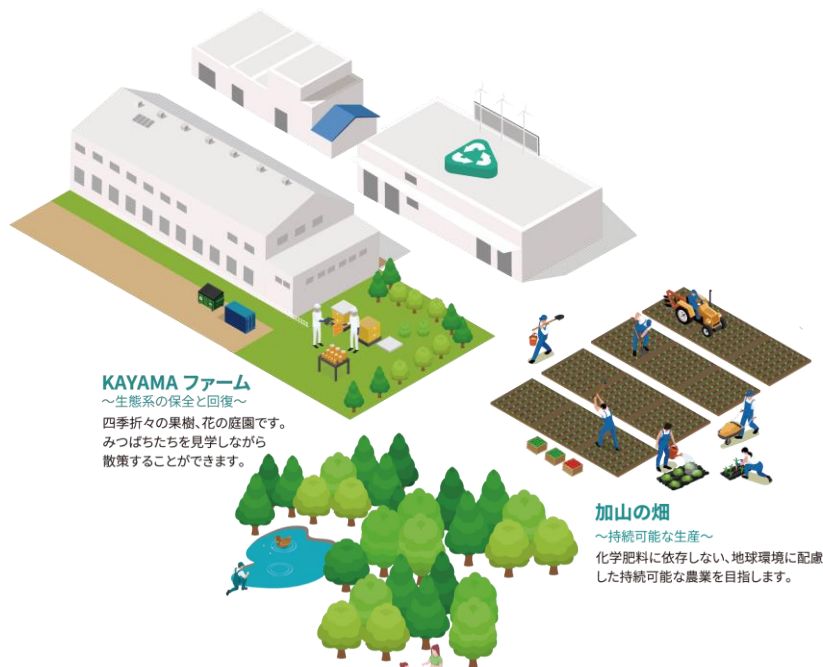 KAYAMA ファーム
～生態系の保全と回復～
四季折々の果樹、花の庭園です。
みつばちたちを見学しながら
散策することができます。
加山の畑
～持続可能な生産～
化学肥料に依存しない、地球環境に配慮
した持続可能な農業を目指します。